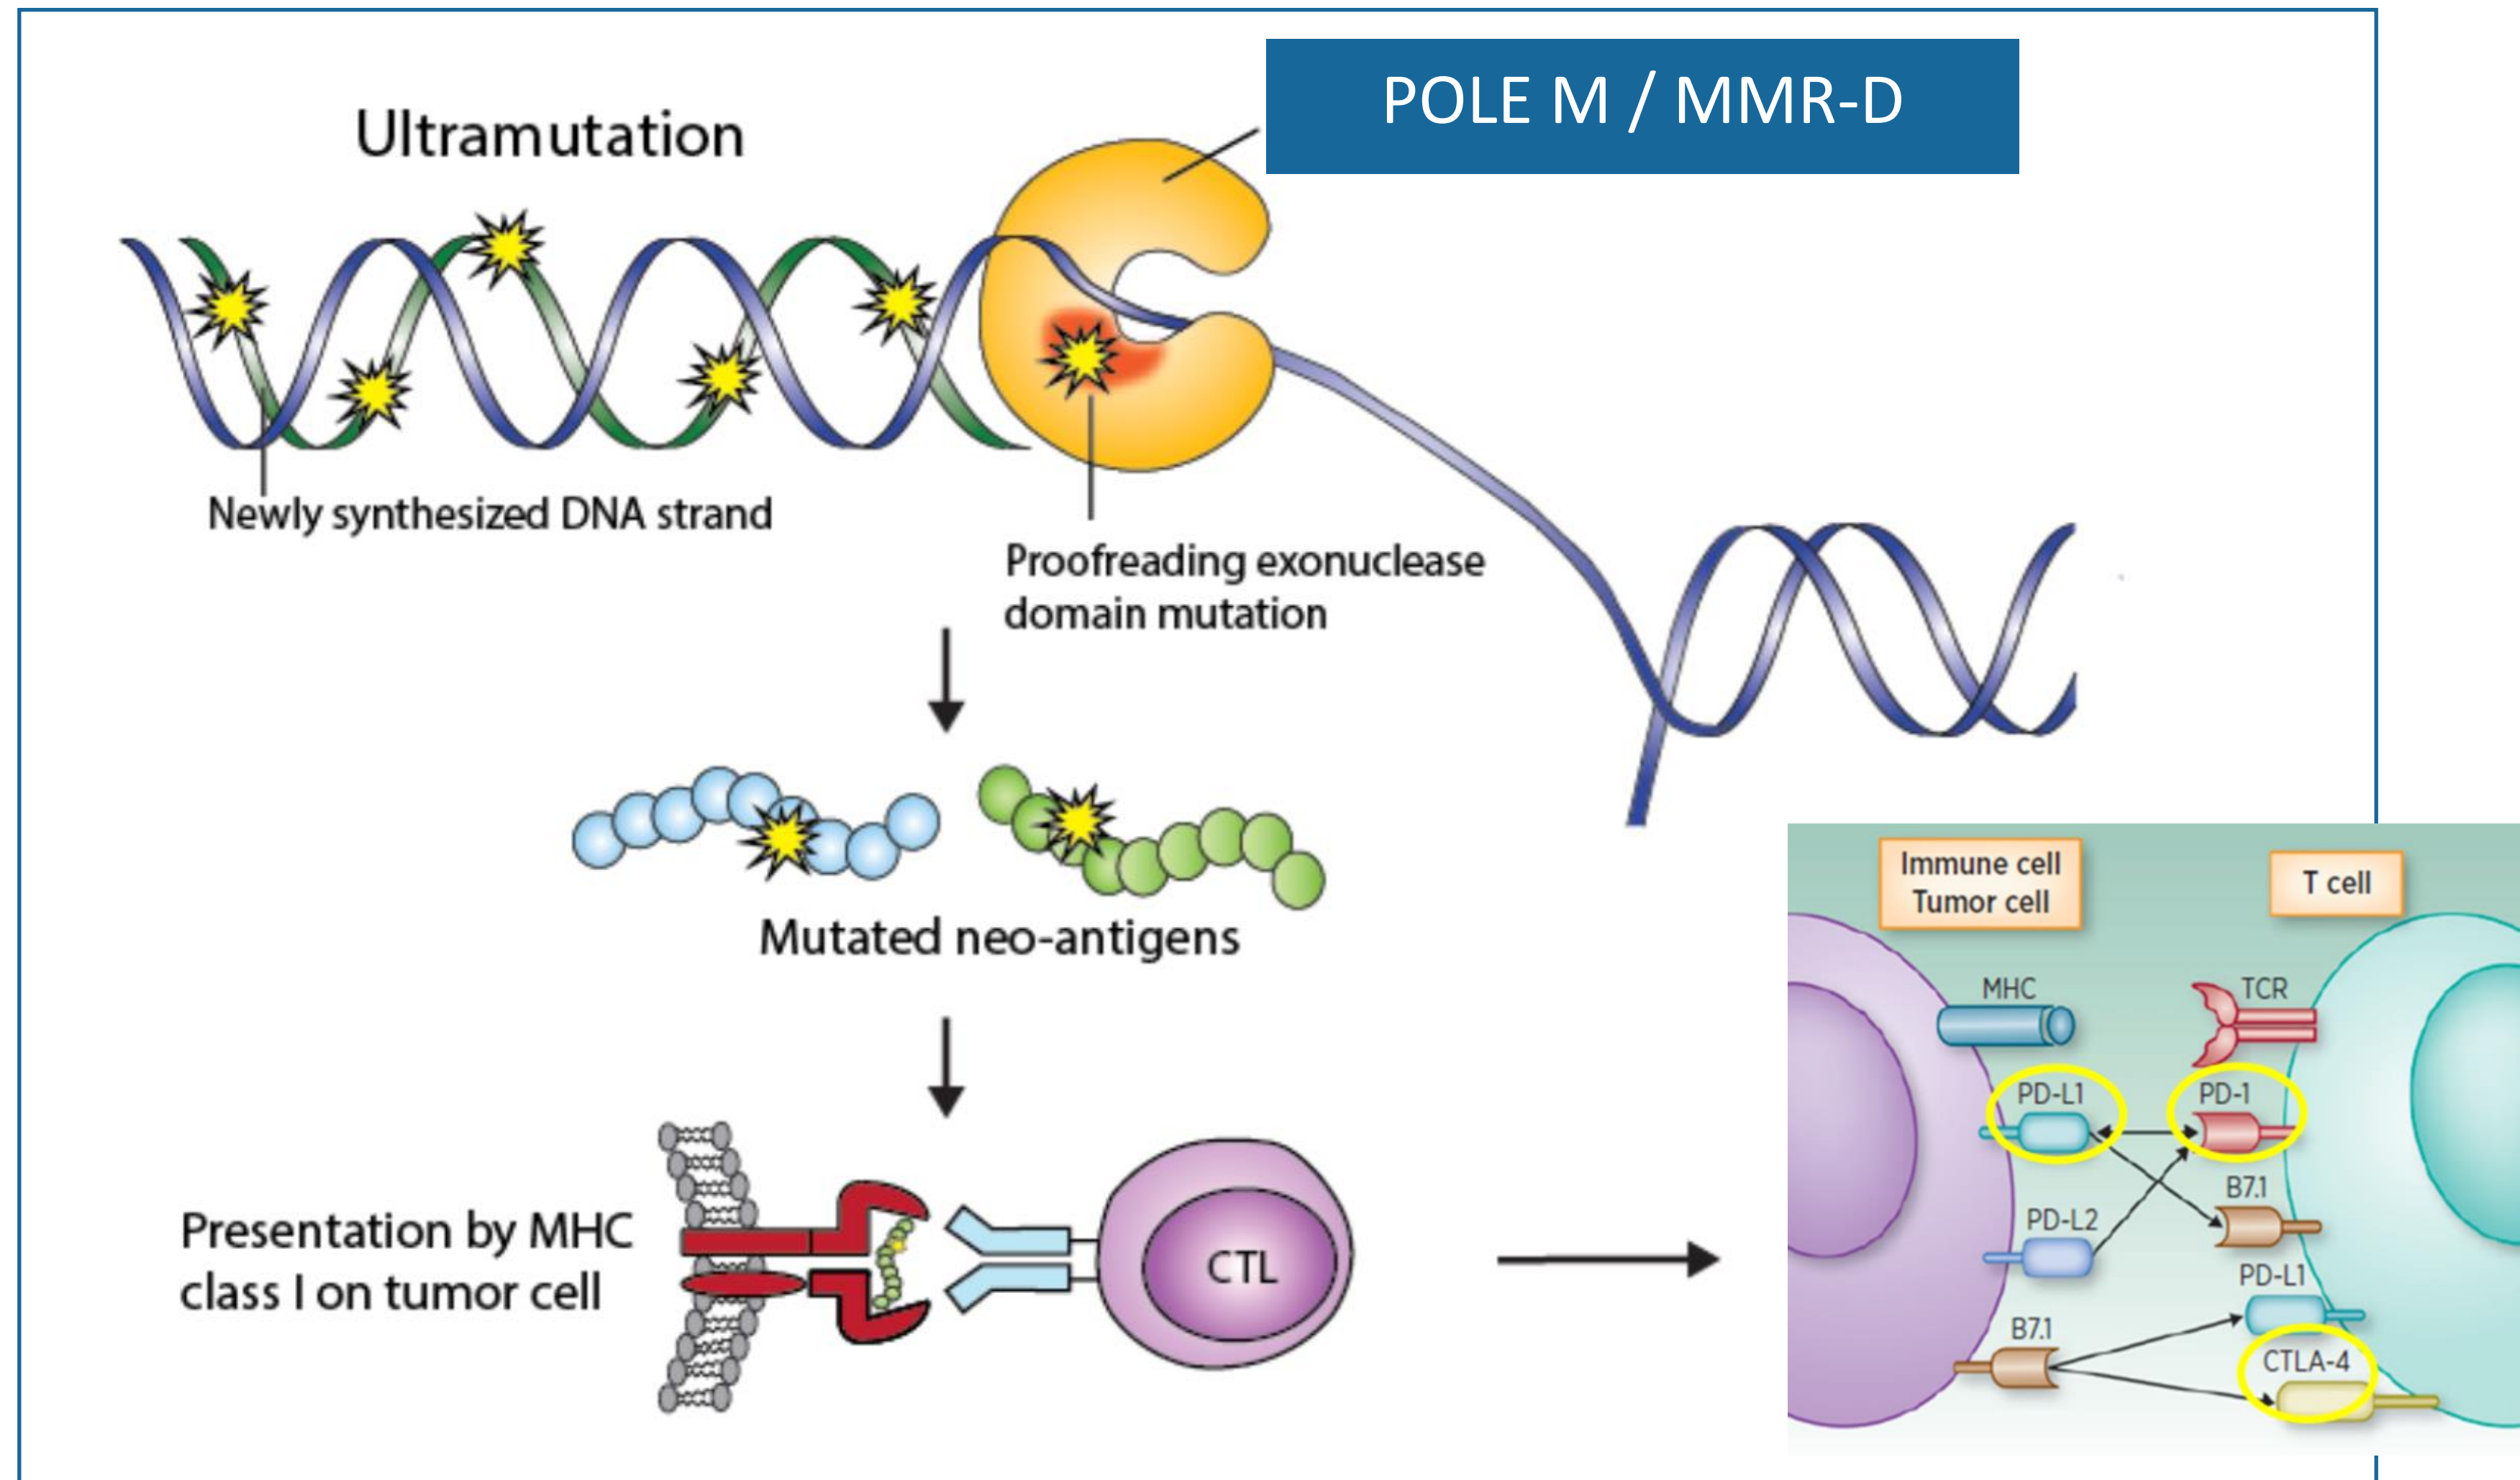 POLE M / MMR-D
Ultramutation
Newly synthesized DNA strand
Proofreading exonuclease
domain mutation
Mutated neo-antigens
Presentation by MHC
class I on tumor cell
CTL
Immune cell
Tumor cell
T cell
MHC
TCR
PD-L1
PD-1
B7.1
PD-L2
PD-L1
B7.1
CTLA-4